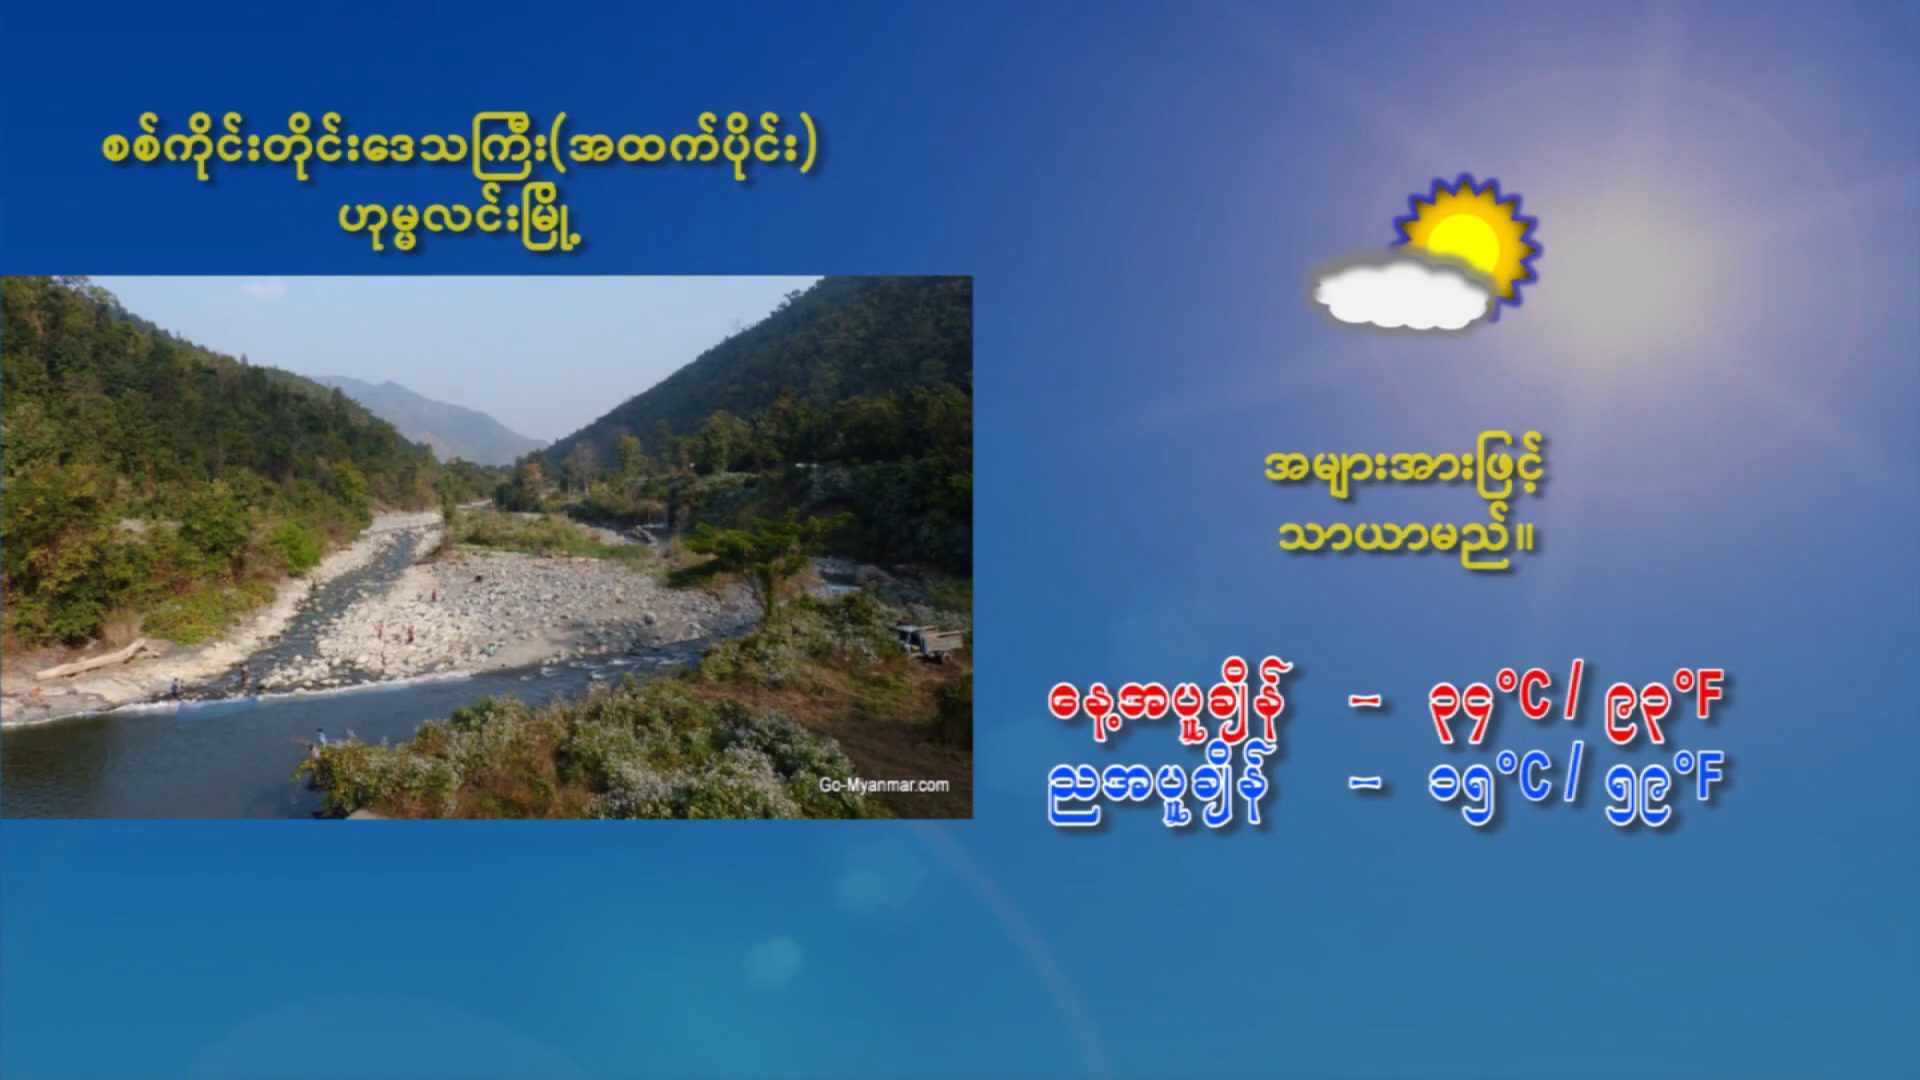 စစ်ကိုင်းတိုင်းဒေသကြီး(အထက်ပိုင်း)
ဟုမ္မလင်းမြို့
Go-Myanmar.com
အများအားဖြင့်
သာယာမည်။
နေ့အပူချိန် - ၃၄°C / ၉၃°F
ညအပူချိန် - ၁၅°C / ၅၉°F